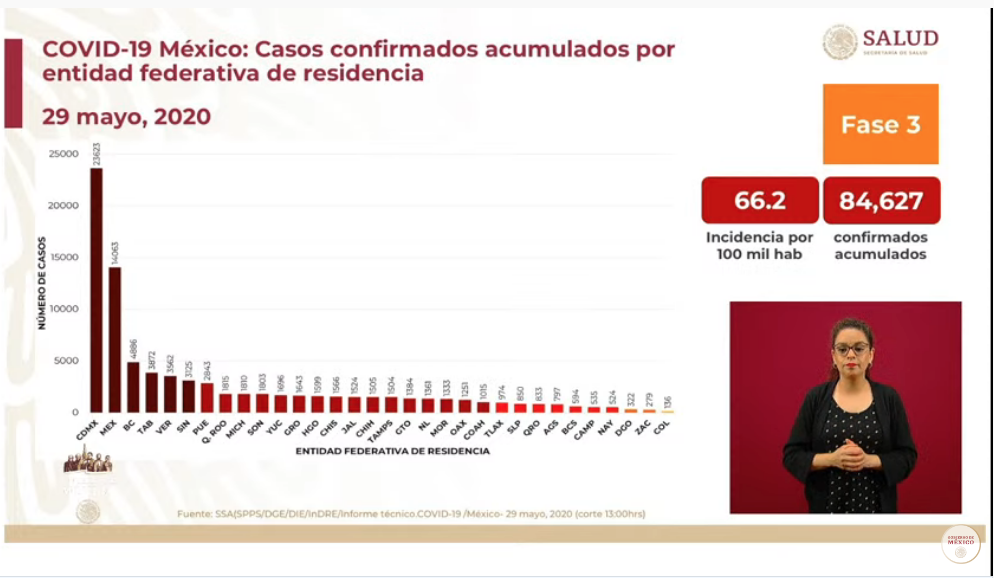 COVID-19 México: Casos confirmados acumulados por
entidad federativa de residencia
29 mayo, 2020
SALUD
SECRETARÍA DE SALUD
Fase 3
66.2
84,627
Incidencia por
100 mil hab
confirmados
acumulados
NÚMERO DE CASOS
25000
20000
15000
10000
5000
0
23623
14063
4886
3872
3562
3125
2843
1815
1810
1803
1696
1643
1599
1566
1524
1505
1504
1384
1361
1333
1251
1015
974
850
833
797
594
535
524
322
279
136
CDMX
MEX
BC
TAB
VER
SIN
PUE
Q. ROO
MICH
SON
YUC
GRO
HGO
CHIS
JAL
CHIH
TAMPS
GTO
NL
MOR
OAX
COAH
TLAX
SLP
QRO
AGS
BCS
CAMP
NAY
DGO
ZAC
COL
ENTIDAD FEDERATIVA DE RESIDENCIA
Fuente: SSA(SPPS/DGE/DIE/InDRE/Informe técnico.COVID-19 /México- 29 mayo, 2020 (corte 13:00hrs)
GOBIERNO DE
MÉXICO